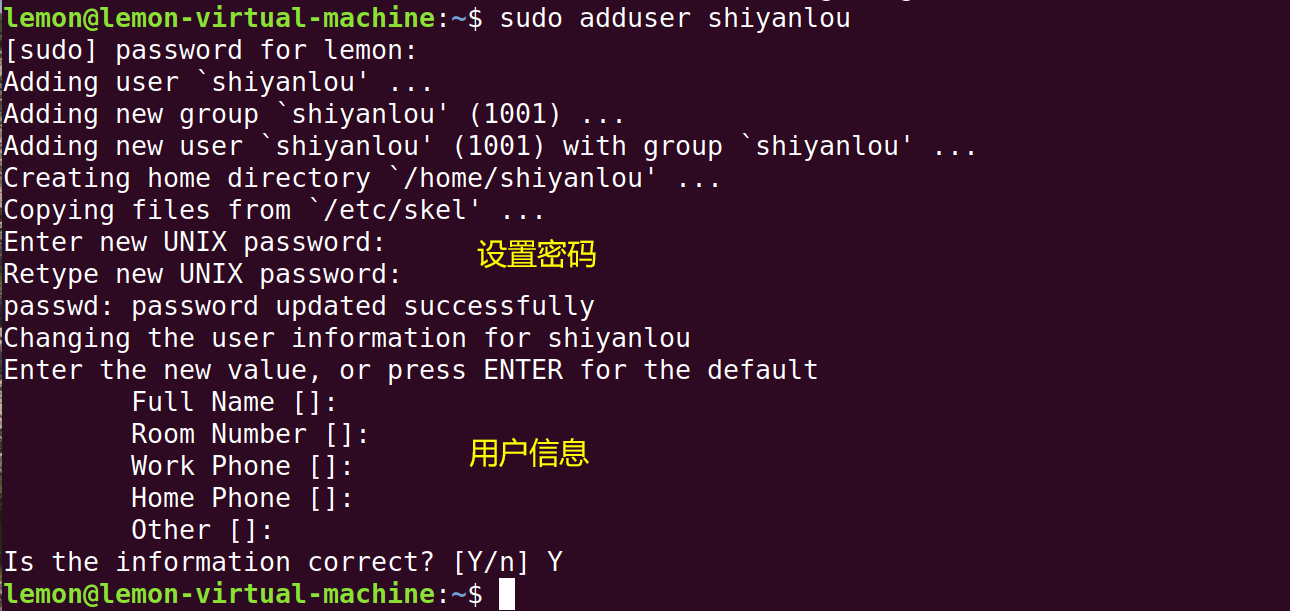 lemon@lemon-virtual-machine:~$ sudo adduser shiyanlou
[sudo] password for lemon:
Adding user `shiyanlou' ...
Adding new group `shiyanlou' (1001) ...
Adding new user `shiyanlou' (1001) with group `shiyanlou' ...
Creating home directory `/home/shiyanlou' ...
Copying files from `/etc/skel' ...
Enter new UNIX password:
设置密码
Retype new UNIX password:
passwd: password updated successfully
Changing the user information for shiyanlou
Enter the new value, or press ENTER for the default
Full Name []:
Room Number []:
用户信息
Work Phone []:
Home Phone []:
Other []:
Is the information correct? [Y/n] Y
lemon@lemon-virtual-machine:~$